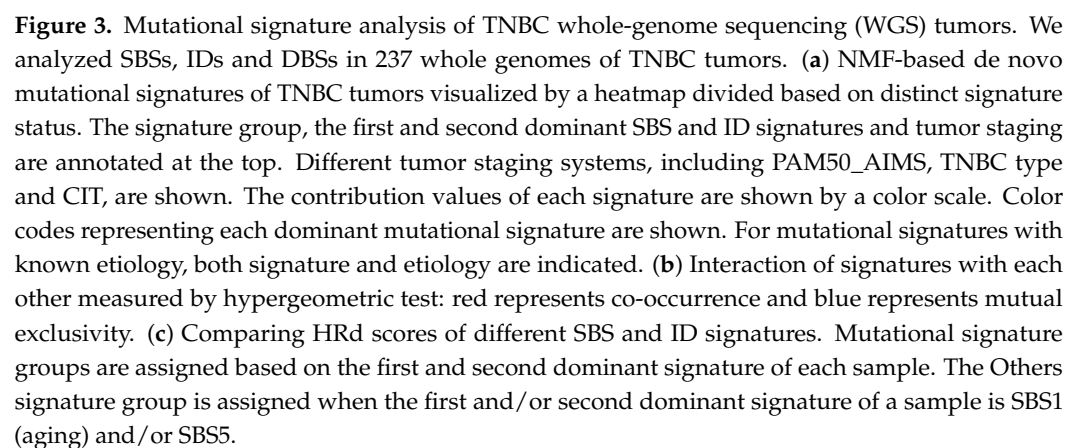 Figure 3. Mutational signature analysis of TNBC whole-genome sequencing (WGS) tumors. We
analyzed SBSs, IDs and DBSs in 237 whole genomes of TNBC tumors. (a) NMF-based de novo
mutational signatures of TNBC tumors visualized by a heatmap divided based on distinct signature
status. The signature group, the first and second dominant SBS and ID signatures and tumor staging
are annotated at the top. Different tumor staging systems, including PAM50_AIMS, TNBC type
and CIT, are shown. The contribution values of each signature are shown by a color scale. Color
codes representing each dominant mutational signature are shown. For mutational signatures with
known etiology, both signature and etiology are indicated. (b) Interaction of signatures with each
other measured by hypergeometric test: red represents co-occurrence and blue represents mutual
exclusivity. (c) Comparing HRd scores of different SBS and ID signatures. Mutational signature
groups are assigned based on the first and second dominant signature of each sample. The Others
signature group is assigned when the first and/or second dominant signature of a sample is SBS1
(aging) and/or SBS5.